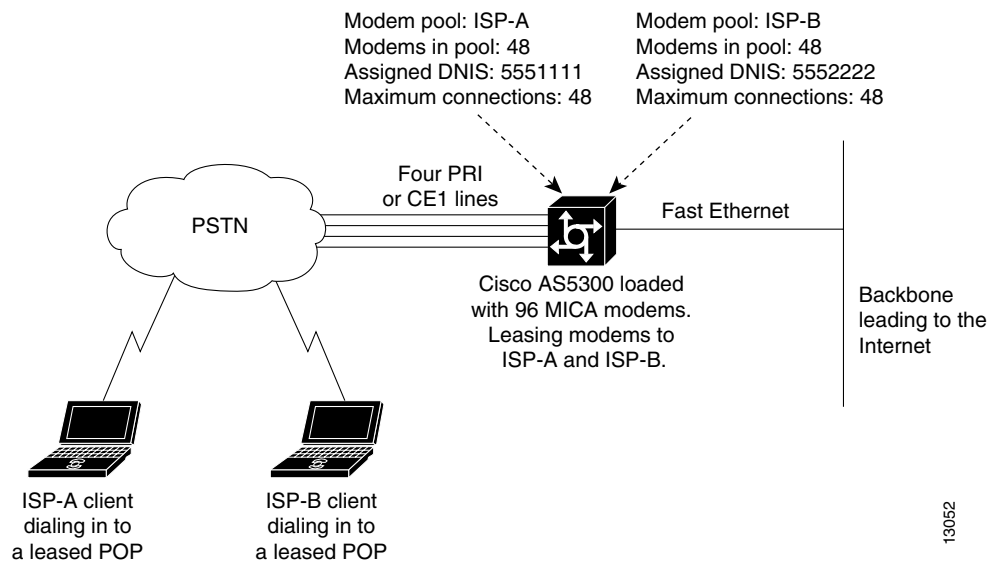 Modem pool: ISP-A
Modems in pool: 48
Assigned DNIS: 5551111
Maximum connections: 48
Modem pool: ISP-B
Modems in pool: 48
Assigned DNIS: 5552222
Maximum connections: 48
Four PRI
or CE1 lines
PSTN
Fast Ethernet
Cisco AS5300 loaded
with 96 MICA modems.
Leasing modems to
ISP-A and ISP-B.
Backbone
leading to the
Internet
ISP-A client
dialing in to
a leased POP
ISP-B client
dialing in to
a leased POP
13052